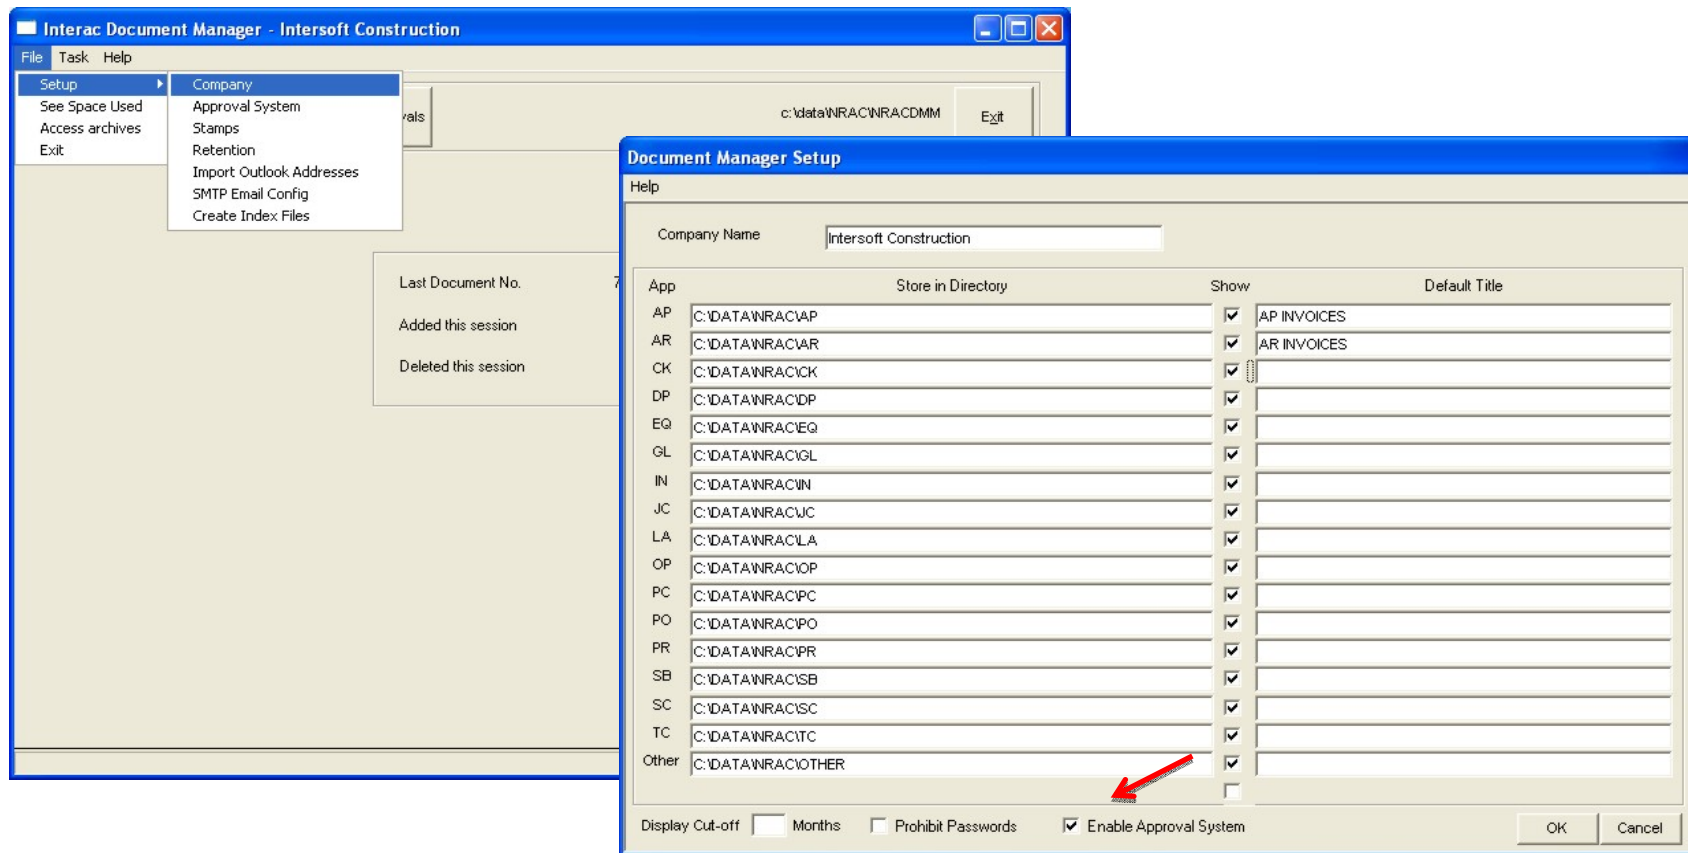 Interac Document Manager - Intersoft Construction
File Task Help
Setup
See Space Used
Access archives
Exit
Company
Approval System
Stamps
Retention
Import Outlook Addresses
SMTP Email Config
Create Index Files
vals
c:\data\NRAC\NRACDMM
Exit
Last Document No. 7
Added this session
Deleted this session
Document Manager Setup
Help
Company Name Intersoft Construction
App Store in Directory Show Default Title
AP C:\DATA\NRAC\AP AP INVOICES
AR C:\DATA\NRAC\AR AR INVOICES
CK C:\DATA\NRAC\CK
DP C:\DATA\NRAC\DP
EQ C:\DATA\NRAC\EQ
GL C:\DATA\NRAC\GL
IN C:\DATA\NRAC\IN
JC C:\DATA\NRAC\JC
LA C:\DATA\NRAC\LA
OP C:\DATA\NRAC\OP
PC C:\DATA\NRAC\PC
PO C:\DATA\NRAC\PO
PR C:\DATA\NRAC\PR
SB C:\DATA\NRAC\SB
SC C:\DATA\NRAC\SC
TC C:\DATA\NRAC\TC
Other C:\DATA\NRAC\OTHER
Display Cut-off Months Prohibit Passwords Enable Approval System OK Cancel